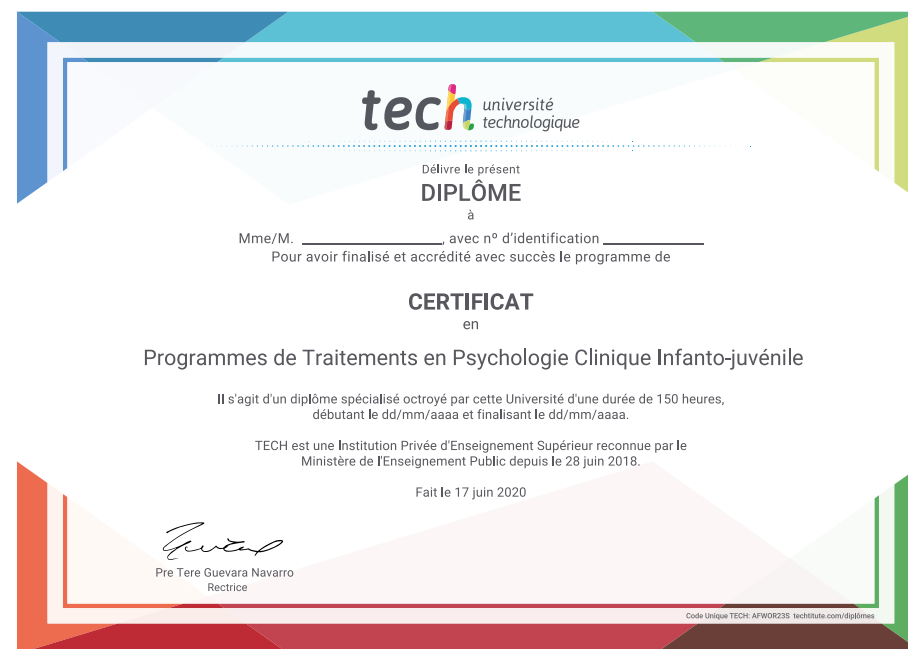 tech université
technologique
Délivre le présent
DIPLÔME
à
Mme/M. ____________________, avec nº d'identification ______________
Pour avoir finalisé et accrédité avec succès le programme de
CERTIFICAT
en
Programmes de Traitements en Psychologie Clinique Infanto-juvénile
Il s'agit d'un diplôme spécialisé octroyé par cette Université d'une durée de 150 heures,
débutant le dd/mm/aaaa et finalisant le dd/mm/aaaa.
TECH est une Institution Privée d'Enseignement Supérieur reconnue par le
Ministère de l'Enseignement Public depuis le 28 juin 2018.
Fait le 17 juin 2020
Pre Tere Guevara Navarro
Rectrice
Code Unique TECH: AFWOR23S techtitute.com/diplômes